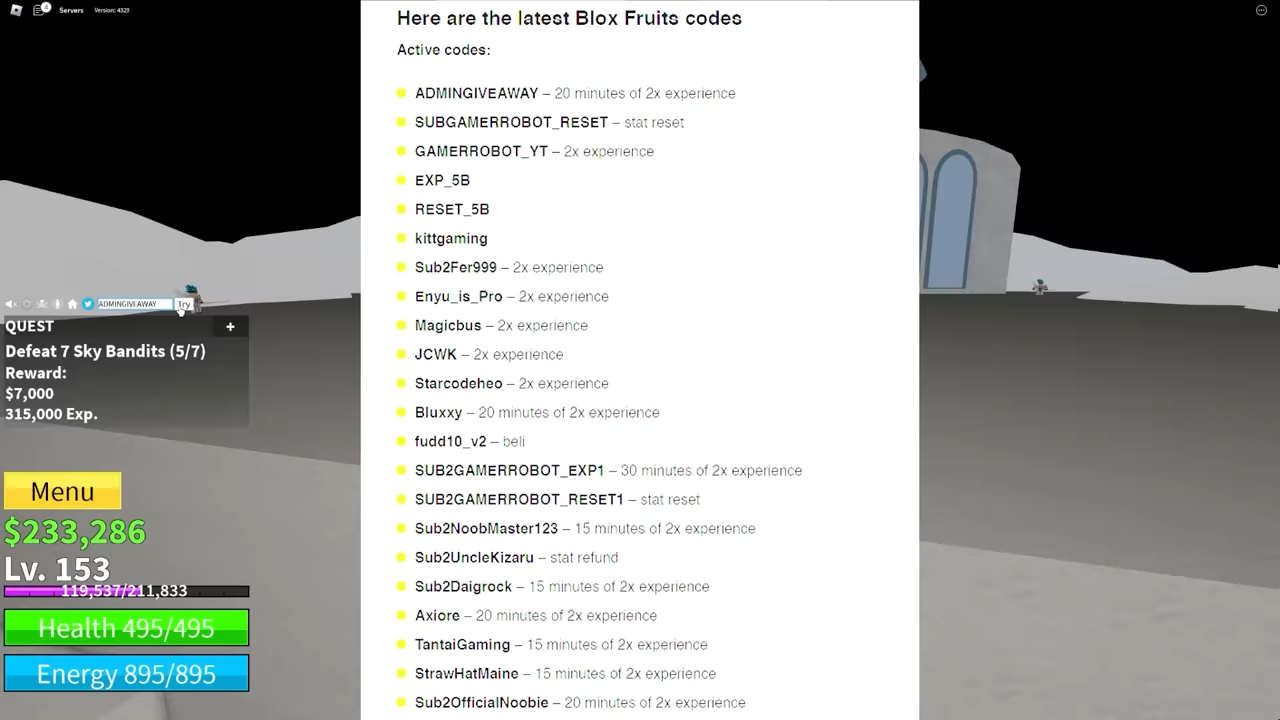 4
Servers
Version: 4329
Here are the latest Blox Fruits codes
Active codes:
ADMINGIVEAWAY – 20 minutes of 2x experience
SUBGAMERROBOT_RESET – stat reset
GAMERROBOT_YT – 2x experience
EXP_5B
RESET_5B
kittgaming
Sub2Fer999 – 2x experience
Enyu_is_Pro – 2x experience
Magicbus – 2x experience
JCWK – 2x experience
Starcodeheo – 2x experience
Bluxxy – 20 minutes of 2x experience
fudd10_v2 – beli
SUB2GAMERROBOT_EXP1 – 30 minutes of 2x experience
SUB2GAMERROBOT_RESET1 – stat reset
Sub2NoobMaster123 – 15 minutes of 2x experience
Sub2UncleKizaru – stat refund
Sub2Daigrock – 15 minutes of 2x experience
Axiore – 20 minutes of 2x experience
TantaiGaming – 15 minutes of 2x experience
StrawHatMaine – 15 minutes of 2x experience
Sub2OfficialNoobie – 20 minutes of 2x experience
ADMINGIVEAWAY Try
QUEST +
Defeat 7 Sky Bandits (5/7)
Reward:
$7,000
315,000 Exp.
Menu
$233,286
Lv. 153
119,537/211,833
Health 495/495
Energy 895/895